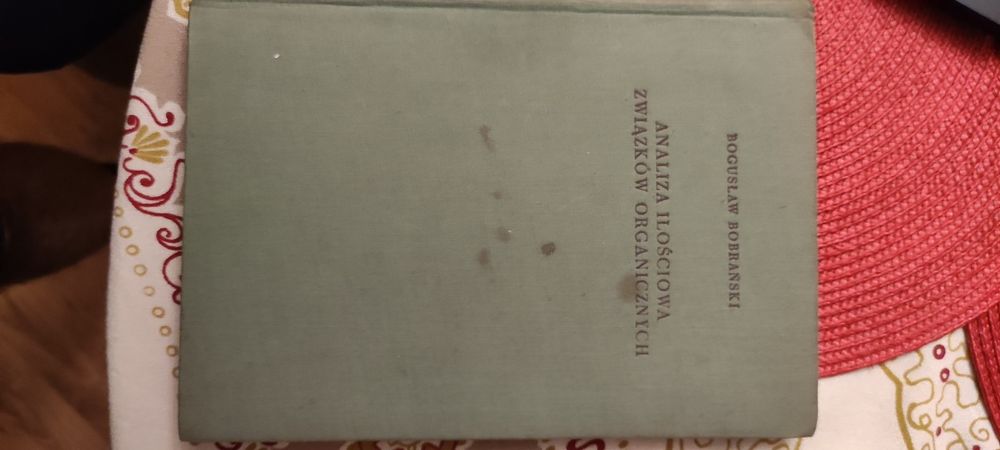 BOGUSŁAW BOBRAŃSKI
ANALIZA ILOŚCIOWA
ZWIĄZKÓW ORGANICZNYCH